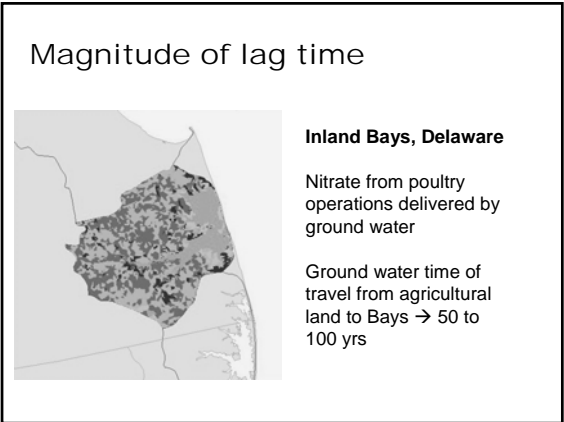 Magnitude of lag time
Inland Bays, Delaware
Nitrate from poultry
operations delivered by
ground water
Ground water time of
travel from agricultural
land to Bays → 50 to
100 yrs